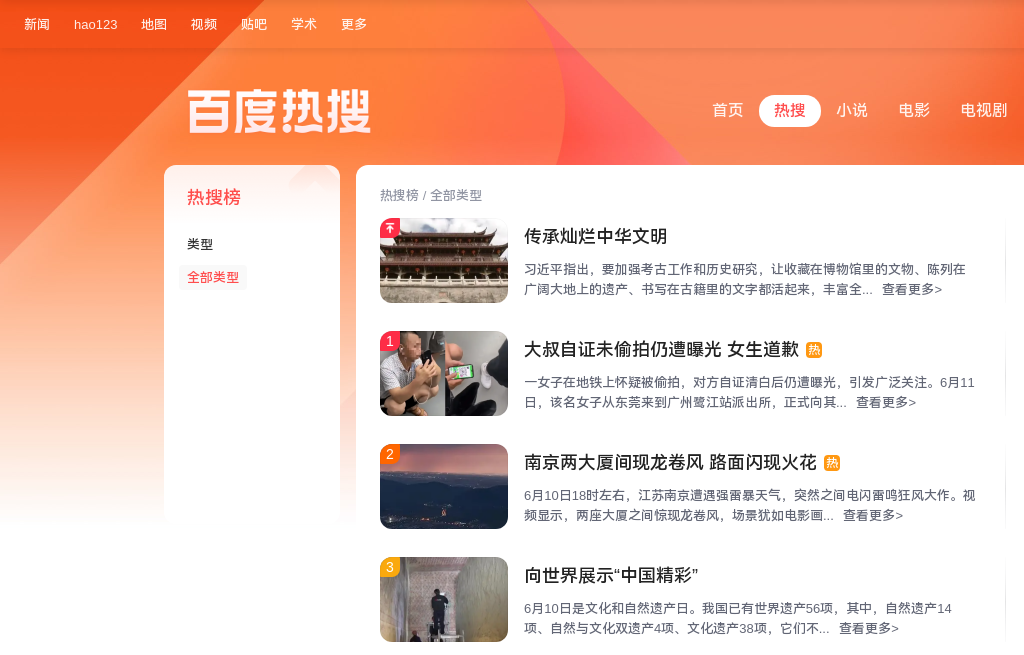 新闻 hao123 地图 视频 贴吧 学术 更多
百度热搜
首页 热搜 小说 电影 电视剧
热搜榜
类型
全部类型
热搜榜 / 全部类型
传承灿烂中华文明
习近平指出，要加强考古工作和历史研究，让收藏在博物馆里的文物、陈列在
广阔大地上的遗产、书写在古籍里的文字都活起来，丰富全... 查看更多>
1
大叔自证未偷拍仍遭曝光 女生道歉 热
一女子在地铁上怀疑被偷拍，对方自证清白后仍遭曝光，引发广泛关注。6月11
日，该名女子从东莞来到广州鹭江站派出所，正式向其... 查看更多>
2
南京两大厦间现龙卷风 路面闪现火花 热
6月10日18时左右，江苏南京遭遇强雷暴天气，突然之间电闪雷鸣狂风大作。视
频显示，两座大厦之间惊现龙卷风，场景犹如电影画... 查看更多>
3
向世界展示“中国精彩”
6月10日是文化和自然遗产日。我国已有世界遗产56项，其中，自然遗产14
项、自然与文化双遗产4项、文化遗产38项，它们不... 查看更多>